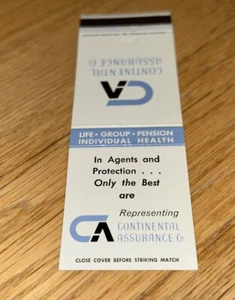 CONTINENTAL
ASSURANCE Co
CA
LIFE · GROUP · PENSION
INDIVIDUAL HEALTH
In Agents and
Protection . . .
Only the Best
are
Representing
CA CONTINENTAL
ASSURANCE Co
CLOSE COVER BEFORE STRIKING MATCH